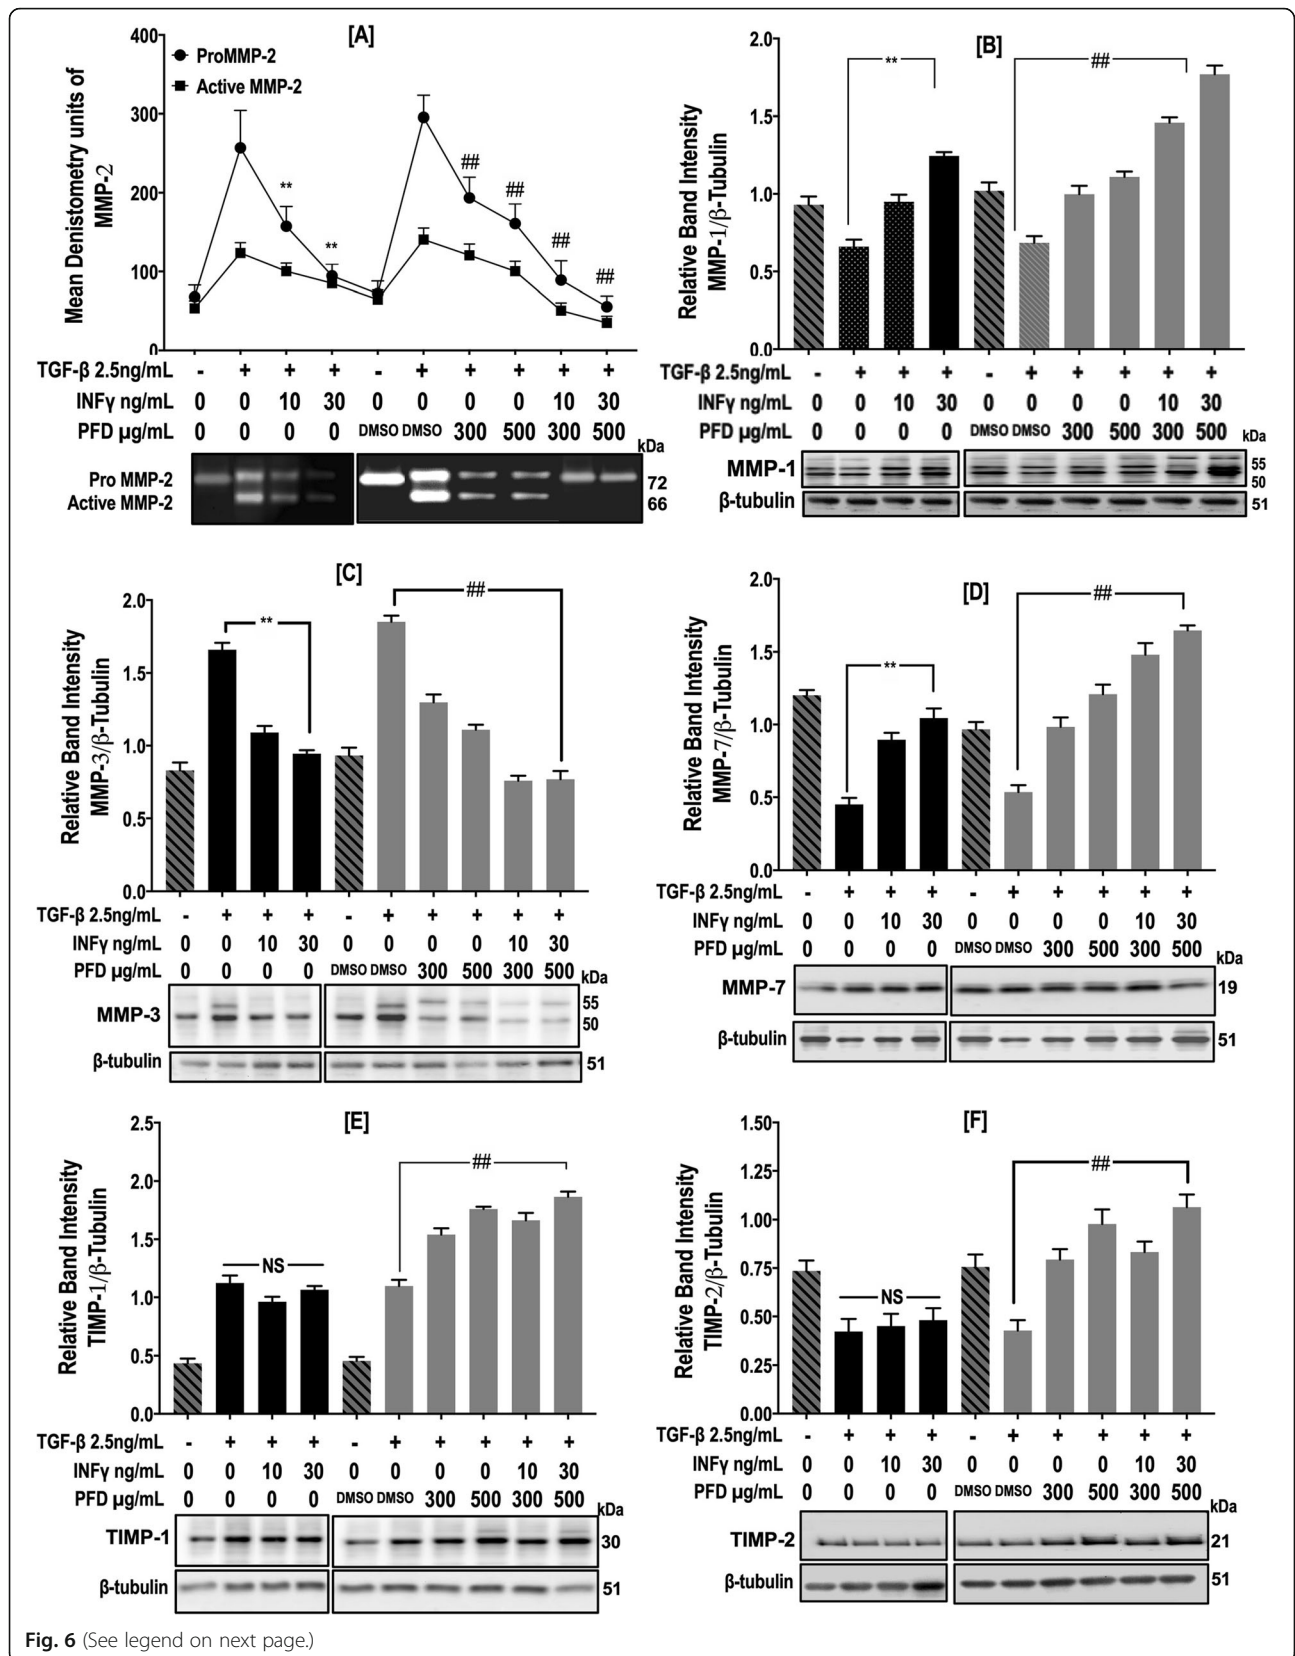 [A]
400
300
200
100
0
Mean Denistometry units of
MMP-2
ProMMP-2
Active MMP-2
**
**
##
##
##
##
TGF-β 2.5ng/mL - + + + - + + + + +
INFγ ng/mL 0 0 10 30 0 0 0 0 10 30
PFD µg/mL 0 0 0 0 DMSO DMSO 300 500 300 500
kDa
Pro MMP-2 72
Active MMP-2 66
[B]
2.0
1.5
1.0
0.5
0.0
Relative Band Intensity
MMP-1/β-Tubulin
**
##
TGF-β 2.5ng/mL - + + + - + + + + +
INFγ ng/mL 0 0 10 30 0 0 0 0 10 30
PFD µg/mL 0 0 0 0 DMSO DMSO 300 500 300 500
kDa
MMP-1 55
50
β-tubulin 51
[C]
2.0
1.5
1.0
0.5
0.0
Relative Band Intensity
MMP-3/β-Tubulin
**
##
TGF-β 2.5ng/mL - + + + - + + + + +
INFγ ng/mL 0 0 10 30 0 0 0 0 10 30
PFD µg/mL 0 0 0 0 DMSO DMSO 300 500 300 500
kDa
MMP-3 55
50
β-tubulin 51
[D]
2.0
1.5
1.0
0.5
0.0
Relative Band Intensity
MMP-7/β-Tubulin
**
##
TGF-β 2.5ng/mL - + + + - + + + + +
INFγ ng/mL 0 0 10 30 0 0 0 0 10 30
PFD µg/mL 0 0 0 0 DMSO DMSO 300 500 300 500
kDa
MMP-7 19
β-tubulin 51
[E]
2.5
2.0
1.5
1.0
0.5
0.0
Relative Band Intensity
TIMP-1/β-Tubulin
NS
##
TGF-β 2.5ng/mL - + + + - + + + + +
INFγ ng/mL 0 0 10 30 0 0 0 0 10 30
PFD µg/mL 0 0 0 0 DMSO DMSO 300 500 300 500
kDa
TIMP-1 30
β-tubulin 51
[F]
1.50
1.25
1.00
0.75
0.50
0.25
0.00
Relative Band Intensity
TIMP-2/β-Tubulin
NS
##
TGF-β 2.5ng/mL - + + + - + + + + +
INFγ ng/mL 0 0 10 30 0 0 0 0 10 30
PFD µg/mL 0 0 0 0 DMSO DMSO 300 500 300 500
kDa
TIMP-2 21
β-tubulin 51
Fig. 6 (See legend on next page.)